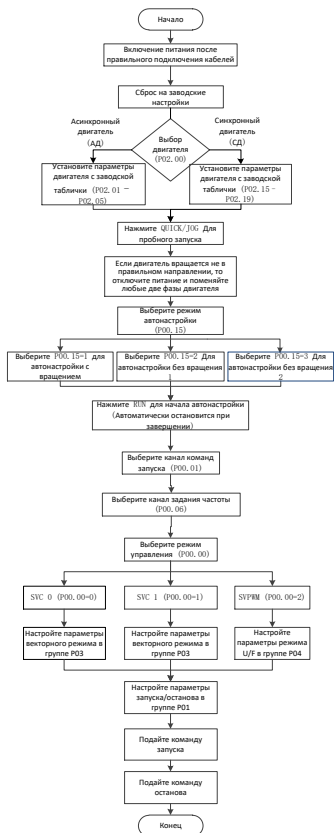 Начало
Включение питания после
правильного подключения кабелей
Сброс на заводские
настройки
Асинхронный
двигатель
(АД)
Выбор
двигателя
(P02.00)
Синхронный
двигатель
(СД)
Установите параметры
двигателя с заводской
таблички (P02.01 –
P02.05)
Установите параметры
двигателя с заводской
таблички (P02.15 -
P02.19)
Нажмите QUICK/JOG Для
пробного запуска
Если двигатель вращается не в
правильном направлении, то
отключите питание и поменяйте
любые две фазы двигателя
Выберите режим
автонастройки
(P00.15)
Выберите P00.15=1 для
автонастройки с
вращением
Выберите P00.15=2 Для
автонастройки без вращения
1
Выберите P00.15=3 Для
автонастройки без вращения
2
Нажмите RUN для начала автонастройки
(Автоматически остановится при
завершении)
Выберите канал команд
запуска (P00.01)
Выберите канал задания частоты
(P00.06)
Выберите режим
управления (P00.00)
SVC 0 (P00.00=0)
SVC 1 (P00.00=1)
SVPWM (P00.00=2)
Настройте параметры
векторного режима в
группе P03
Настройте параметры
векторного режима в
группе P03
Настройте
параметры режима
U/F в группе P04
Настройте параметры
запуска/останова в
группе P01
Подайте команду
запуска
Подайте команду
останова
Конец